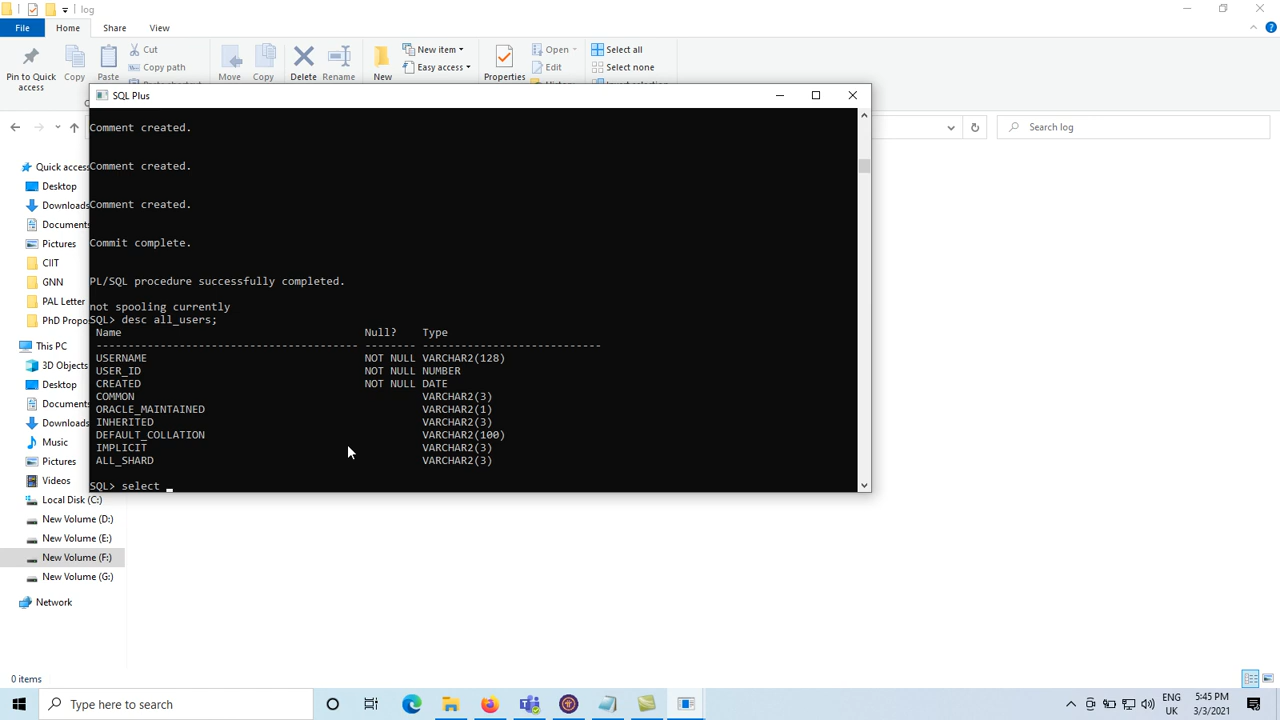 log
File Home Share View
Pin to Quick access
Copy
Paste
Cut
Copy path
Move
Copy
Delete
Rename
New
New item
Easy access
Properties
Open
Edit
Select all
Select none
Search log
SQL Plus
Comment created.
Comment created.
Comment created.
Commit complete.
PL/SQL procedure successfully completed.
not spooling currently
SQL> desc all_users;
Name Null? Type
----------------------------------------- -------- ----------------------------
USERNAME NOT NULL VARCHAR2(128)
USER_ID NOT NULL NUMBER
CREATED NOT NULL DATE
COMMON VARCHAR2(3)
ORACLE_MAINTAINED VARCHAR2(1)
INHERITED VARCHAR2(3)
DEFAULT_COLLATION VARCHAR2(100)
IMPLICIT VARCHAR2(3)
ALL_SHARD VARCHAR2(3)
SQL> select _
Quick access
Desktop
Downloads
Document
Pictures
CIIT
GNN
PAL Letter
PhD Propo
This PC
3D Objects
Desktop
Document
Downloads
Music
Pictures
Videos
Local Disk (C:)
New Volume (D:)
New Volume (E:)
New Volume (F:)
New Volume (G:)
Network
0 items
Type here to search
ENG
UK
5:45 PM
3/3/2021